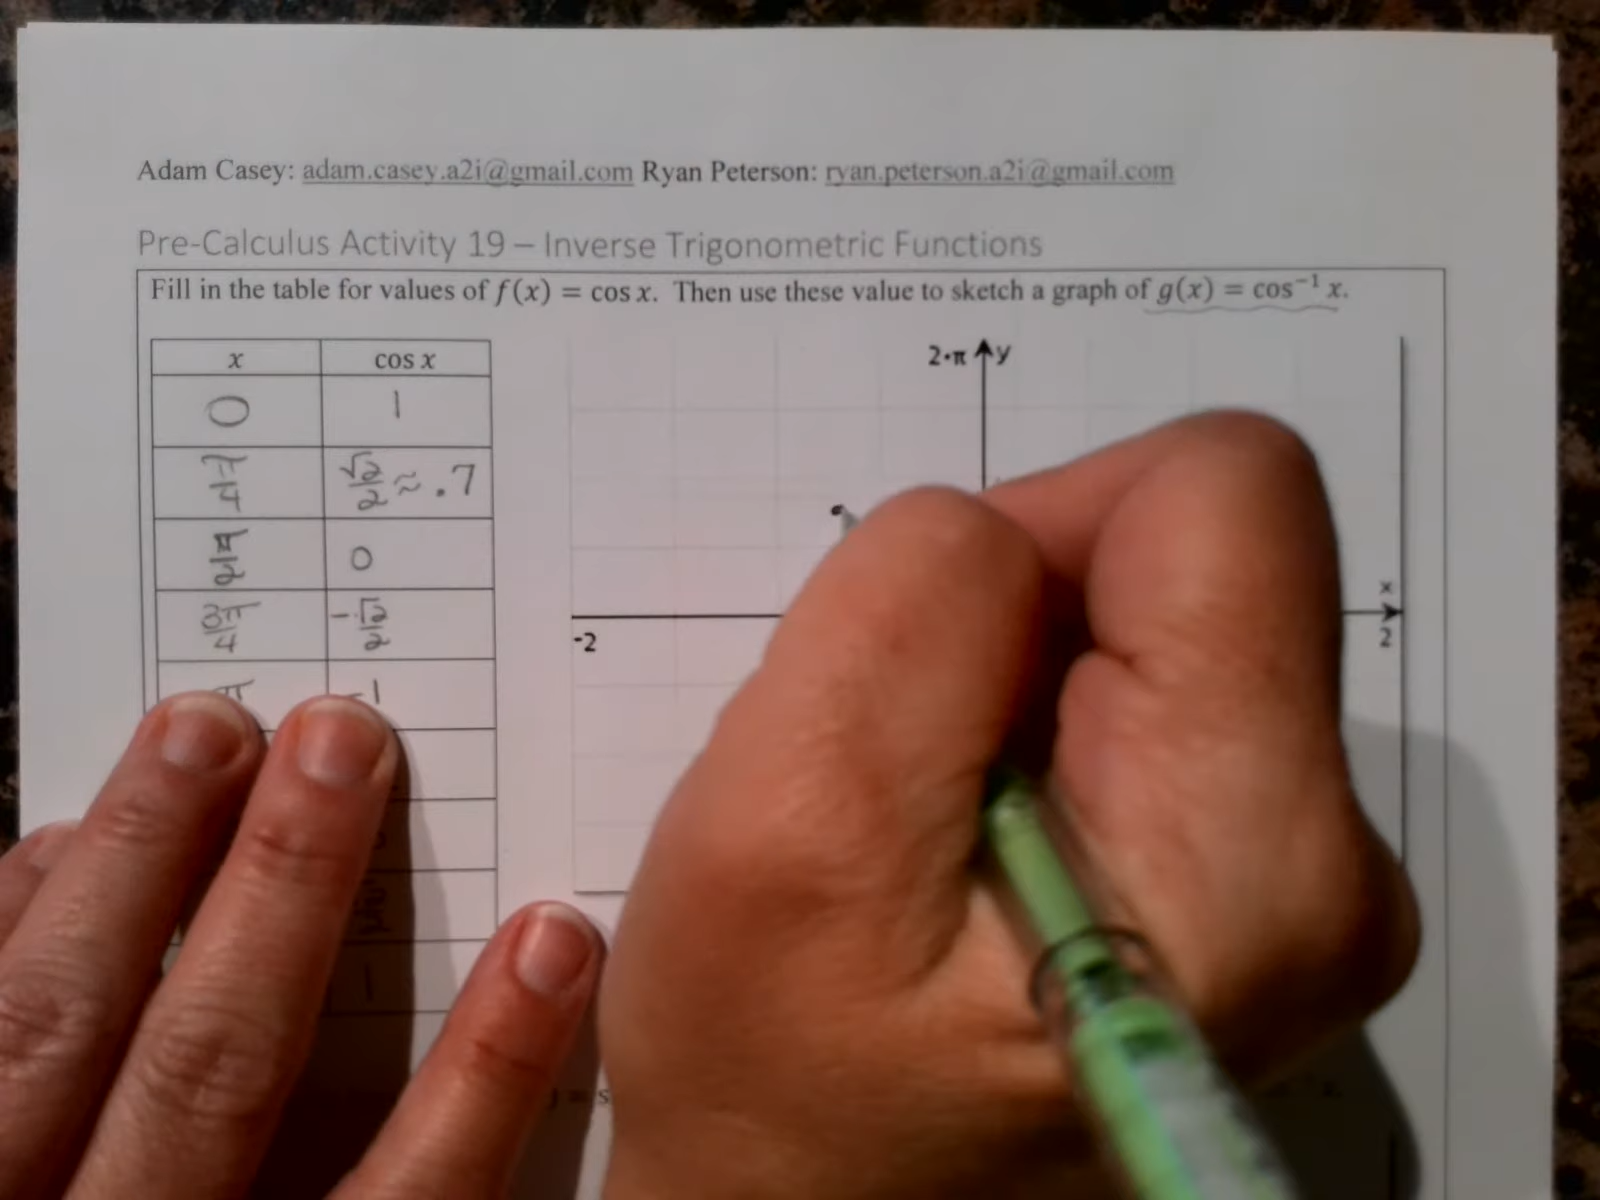 Adam Casey: adam.casey.a2i@gmail.com Ryan Peterson: ryan.peterson.a2i@gmail.com
Pre-Calculus Activity 19 – Inverse Trigonometric Functions
Fill in the table for values of f(x) = cos x. Then use these value to sketch a graph of g(x) = cos⁻¹ x.
x cos x
0 1
π/4 √2/2 ≈ .7
π/2 0
3π/4 -√2/2
π -1
2·π y
x
-2 2